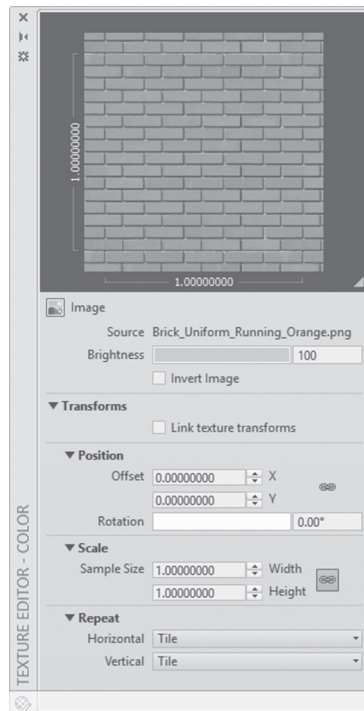 1.00000000
1.00000000
Image
Source Brick_Uniform_Running_Orange.png
Brightness 100
Invert Image
Transforms
Link texture transforms
Position
Offset 0.00000000 X
0.00000000 Y
Rotation 0.00°
Scale
Sample Size 1.00000000 Width
1.00000000 Height
Repeat
Horizontal Tile
Vertical Tile
TEXTURE EDITOR - COLOR